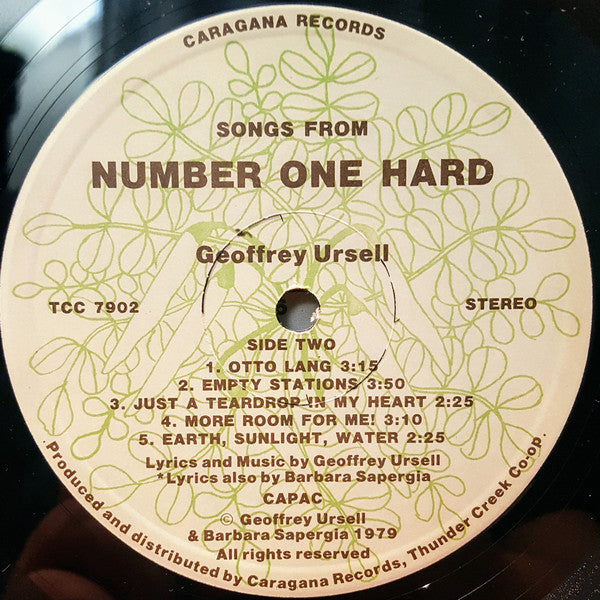 CARAGANA RECORDS
SONGS FROM
NUMBER ONE HARD
Geoffrey Ursell
TCC 7902
STEREO
SIDE TWO
1. OTTO LANG 3:15
2. EMPTY STATIONS 3:50
3. JUST A TEARDROP IN MY HEART 2:25
4. MORE ROOM FOR ME! 3:10
5. EARTH, SUNLIGHT, WATER 2:25
Lyrics and Music by Geoffrey Ursell
*Lyrics also by Barbara Sapergia
CAPAC
© Geoffrey Ursell
& Barbara Sapergia 1979
All rights reserved
Produced and distributed by Caragana Records, Thunder Creek Co-op.